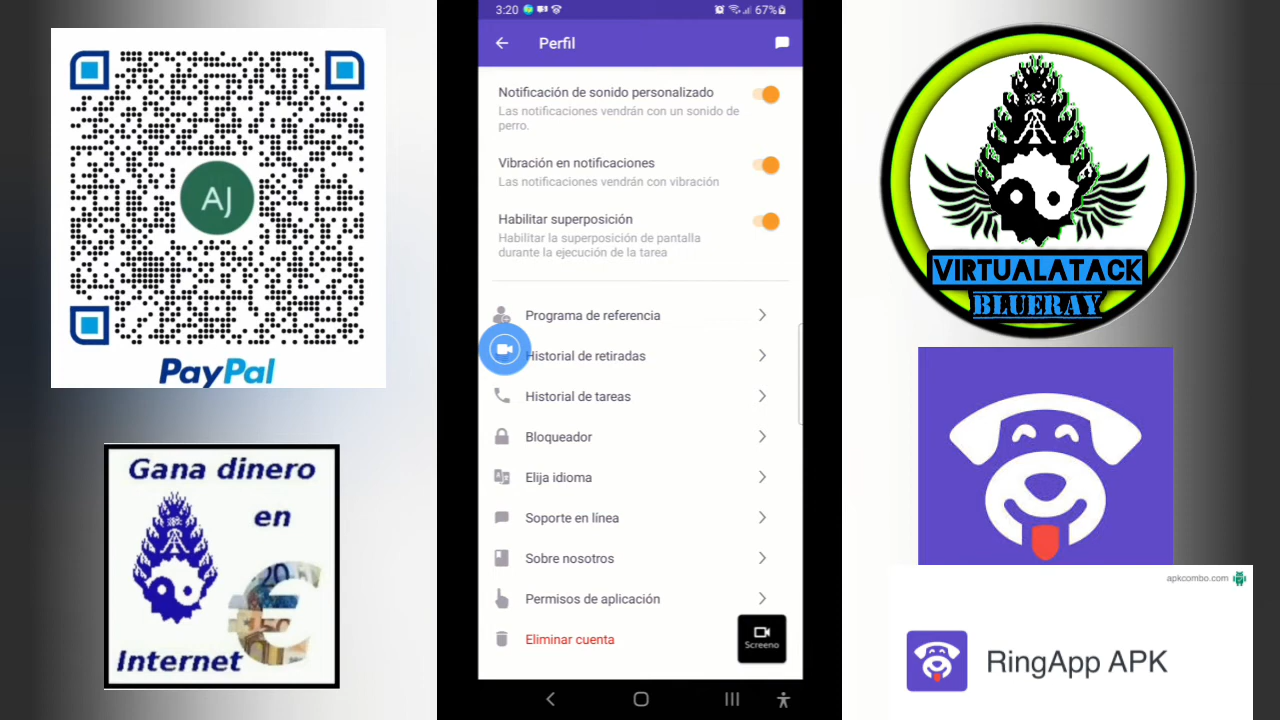 AJ
PayPal
Gana dinero
en
20
Internet
3:20
67%
Perfil
Notificación de sonido personalizado
Las notificaciones vendrán con un sonido de
perro.
Vibración en notificaciones
Las notificaciones vendrán con vibración
Habilitar superposición
Habilitar la superposición de pantalla
durante la ejecución de la tarea
Programa de referencia
Historial de retiradas
Historial de tareas
Bloqueador
Elija idioma
Soporte en línea
Sobre nosotros
Permisos de aplicación
Eliminar cuenta
Screeno
VIRTUALATACK
BLUERAY
apkcombo.com
RingApp APK